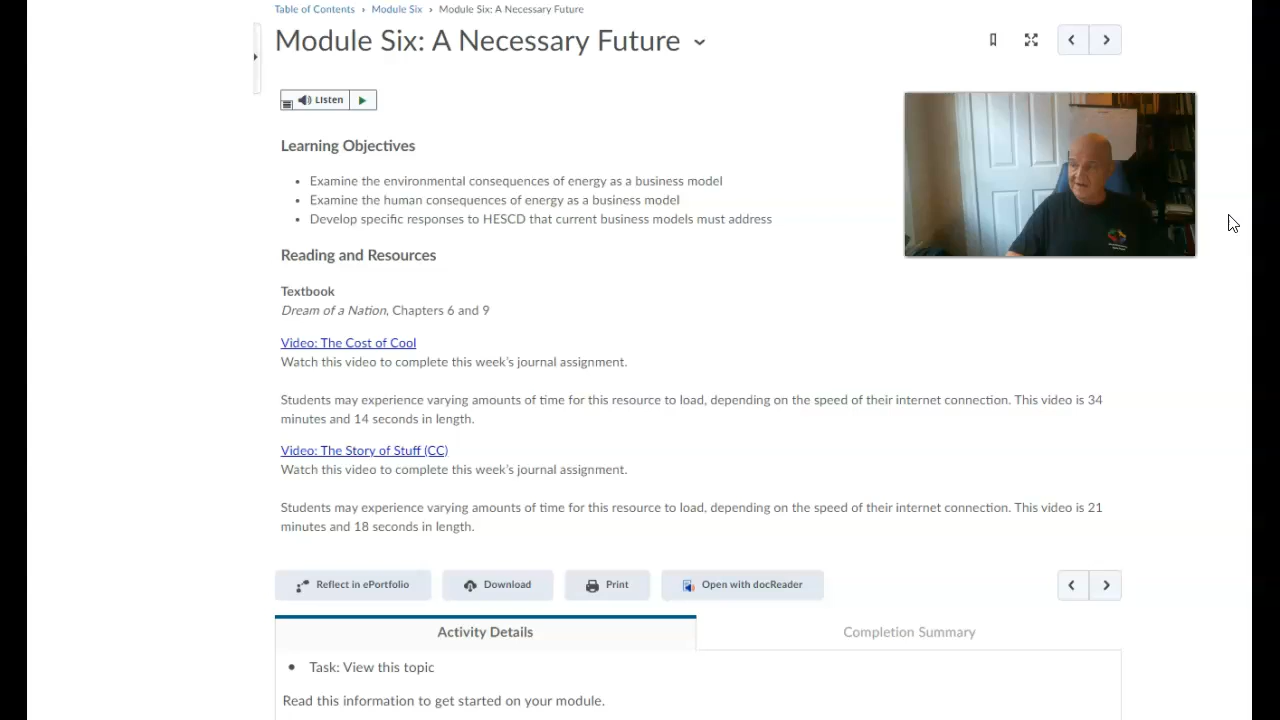 Table of Contents › Module Six › Module Six: A Necessary Future
Module Six: A Necessary Future
Listen
Learning Objectives
• Examine the environmental consequences of energy as a business model
• Examine the human consequences of energy as a business model
• Develop specific responses to HESCD that current business models must address
Reading and Resources
Textbook
Dream of a Nation, Chapters 6 and 9
Video: The Cost of Cool
Watch this video to complete this week's journal assignment.
Students may experience varying amounts of time for this resource to load, depending on the speed of their internet connection. This video is 34
minutes and 14 seconds in length.
Video: The Story of Stuff (CC)
Watch this video to complete this week's journal assignment.
Students may experience varying amounts of time for this resource to load, depending on the speed of their internet connection. This video is 21
minutes and 18 seconds in length.
Reflect in ePortfolio Download Print Open with docReader
Activity Details Completion Summary
• Task: View this topic
Read this information to get started on your module.